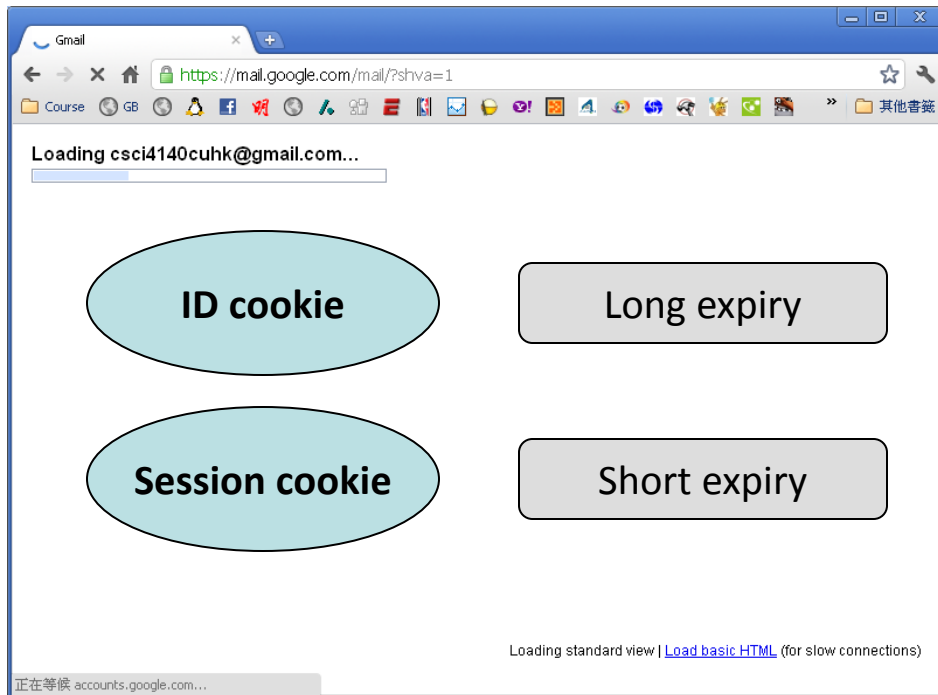 Gmail
https://mail.google.com/mail/?shva=1
Course GB » 其他書籤
Loading csci4140cuhk@gmail.com...
ID cookie Long expiry
Session cookie Short expiry
Loading standard view | Load basic HTML (for slow connections)
正在等候 accounts.google.com...